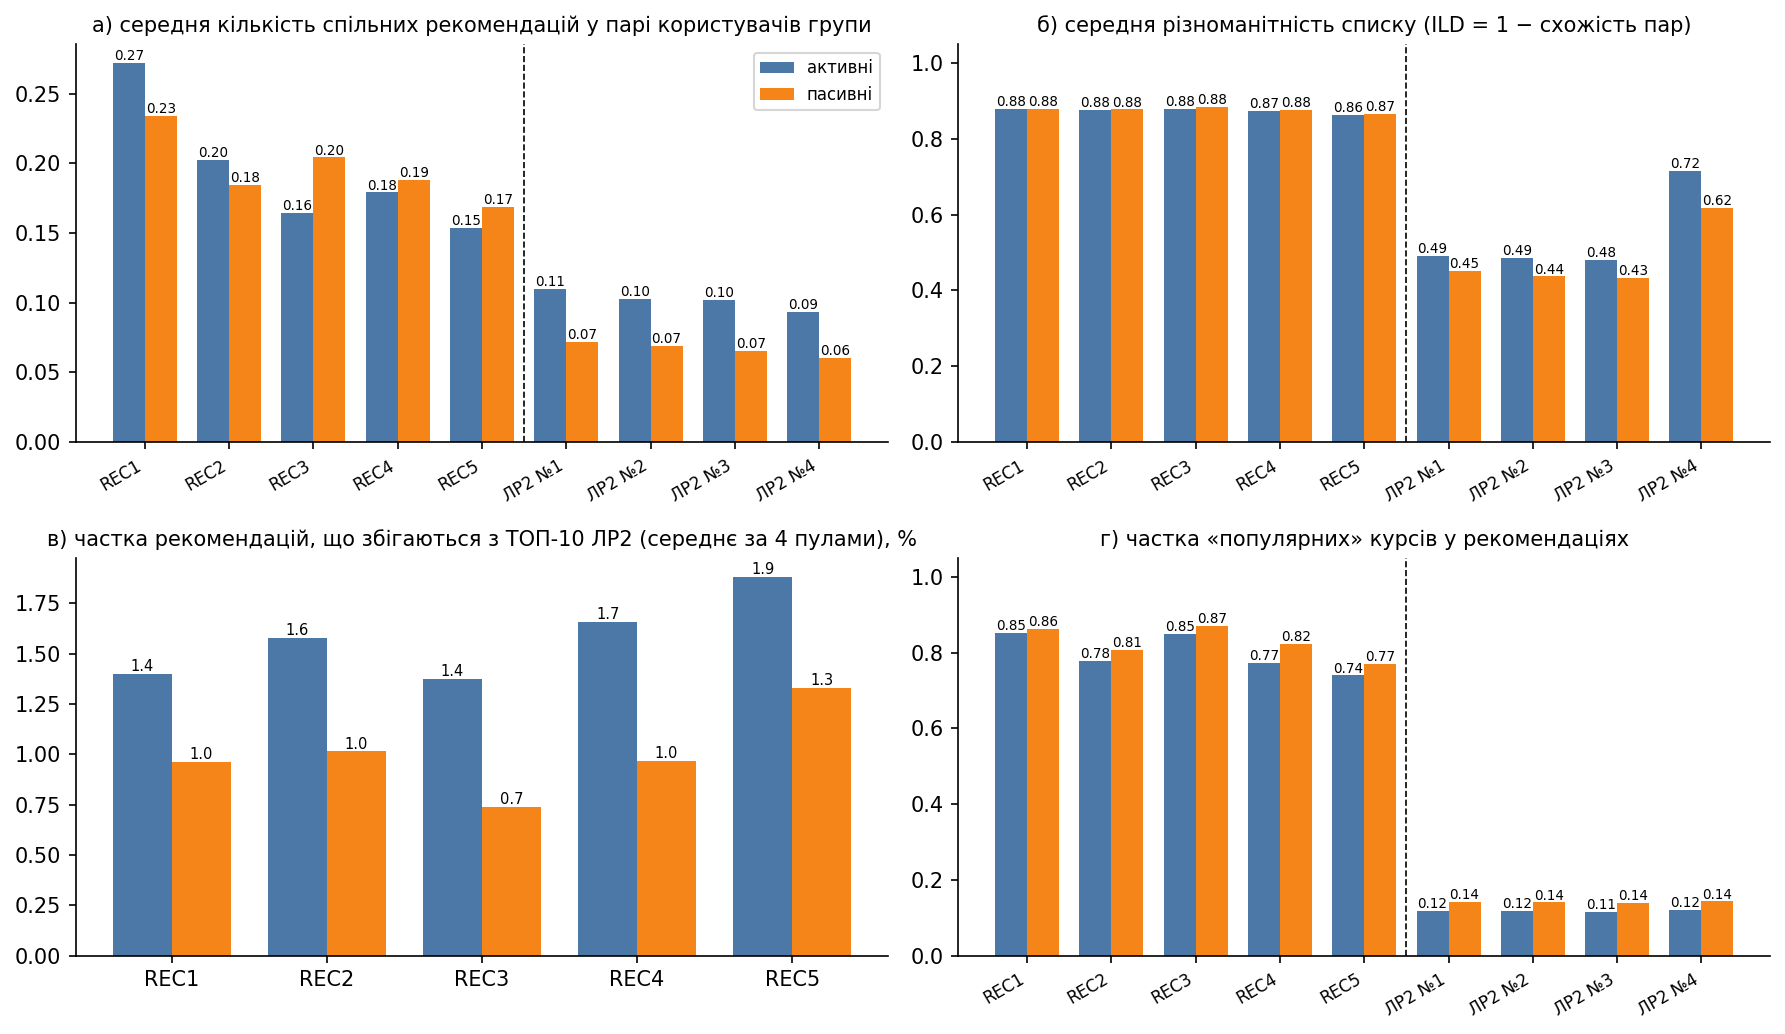 а) середня кількість спільних рекомендацій у парі користувачів групи
активні
пасивні
0.27 0.23 0.20 0.18 0.16 0.20 0.18 0.19 0.15 0.17 0.11 0.07 0.10 0.07 0.10 0.07 0.09 0.06
0.25
0.20
0.15
0.10
0.05
0.00
REC1 REC2 REC3 REC4 REC5 ЛР2 №1 ЛР2 №2 ЛР2 №3 ЛР2 №4
б) середня різноманітність списку (ILD = 1 − схожість пар)
0.88 0.88 0.88 0.88 0.88 0.88 0.87 0.88 0.86 0.87 0.49 0.45 0.49 0.44 0.48 0.43 0.72 0.62
1.0
0.8
0.6
0.4
0.2
0.0
REC1 REC2 REC3 REC4 REC5 ЛР2 №1 ЛР2 №2 ЛР2 №3 ЛР2 №4
в) частка рекомендацій, що збігаються з ТОП-10 ЛР2 (середнє за 4 пулами), %
1.4 1.0 1.6 1.0 1.4 0.7 1.7 1.0 1.9 1.3
1.75
1.50
1.25
1.00
0.75
0.50
0.25
0.00
REC1 REC2 REC3 REC4 REC5
г) частка «популярних» курсів у рекомендаціях
0.85 0.86 0.78 0.81 0.85 0.87 0.77 0.82 0.74 0.77 0.12 0.14 0.12 0.14 0.11 0.14 0.12 0.14
1.0
0.8
0.6
0.4
0.2
0.0
REC1 REC2 REC3 REC4 REC5 ЛР2 №1 ЛР2 №2 ЛР2 №3 ЛР2 №4